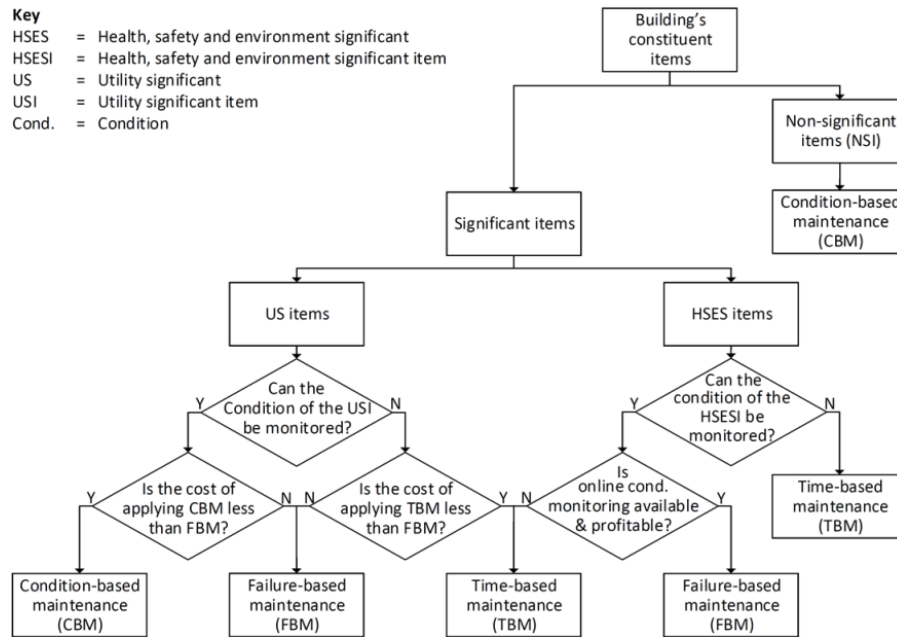 Key
HSES = Health, safety and environment significant
HSESI = Health, safety and environment significant item
US = Utility significant
USI = Utility significant item
Cond. = Condition
Building's
constituent
items
Non-significant
items (NSI)
Condition-based
maintenance
(CBM)
Significant items
US items
HSES items
Can the
Condition of the USI
be monitored?
Y
N
Can the
condition of the
HSESI be
monitored?
Y
N
Is the cost of
applying CBM less
than FBM?
Y
N
Is the cost of
applying TBM less
than FBM?
N
Y
Is
online cond.
monitoring available
& profitable?
N
Y
Time-based
maintenance
(TBM)
Condition-based
maintenance
(CBM)
Failure-based
maintenance
(FBM)
Time-based
maintenance
(TBM)
Failure-based
maintenance
(FBM)